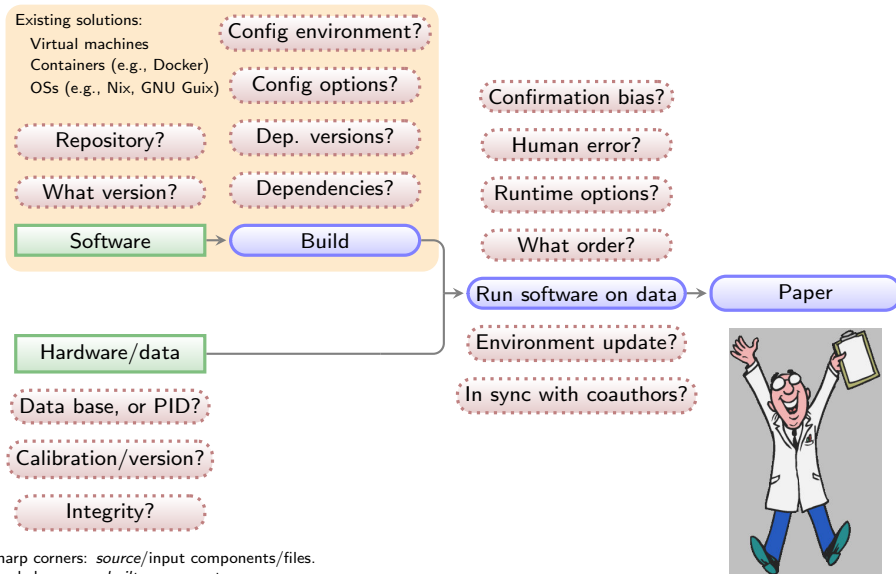 Existing solutions:
Virtual machines
Containers (e.g., Docker)
OSs (e.g., Nix, GNU Guix)
Config environment?
Config options?
Repository?
Dep. versions?
What version?
Dependencies?
Software
Build
Hardware/data
Data base, or PID?
Calibration/version?
Integrity?
Confirmation bias?
Human error?
Runtime options?
What order?
Run software on data
Environment update?
In sync with coauthors?
Paper
harp corners: source/input components/files.